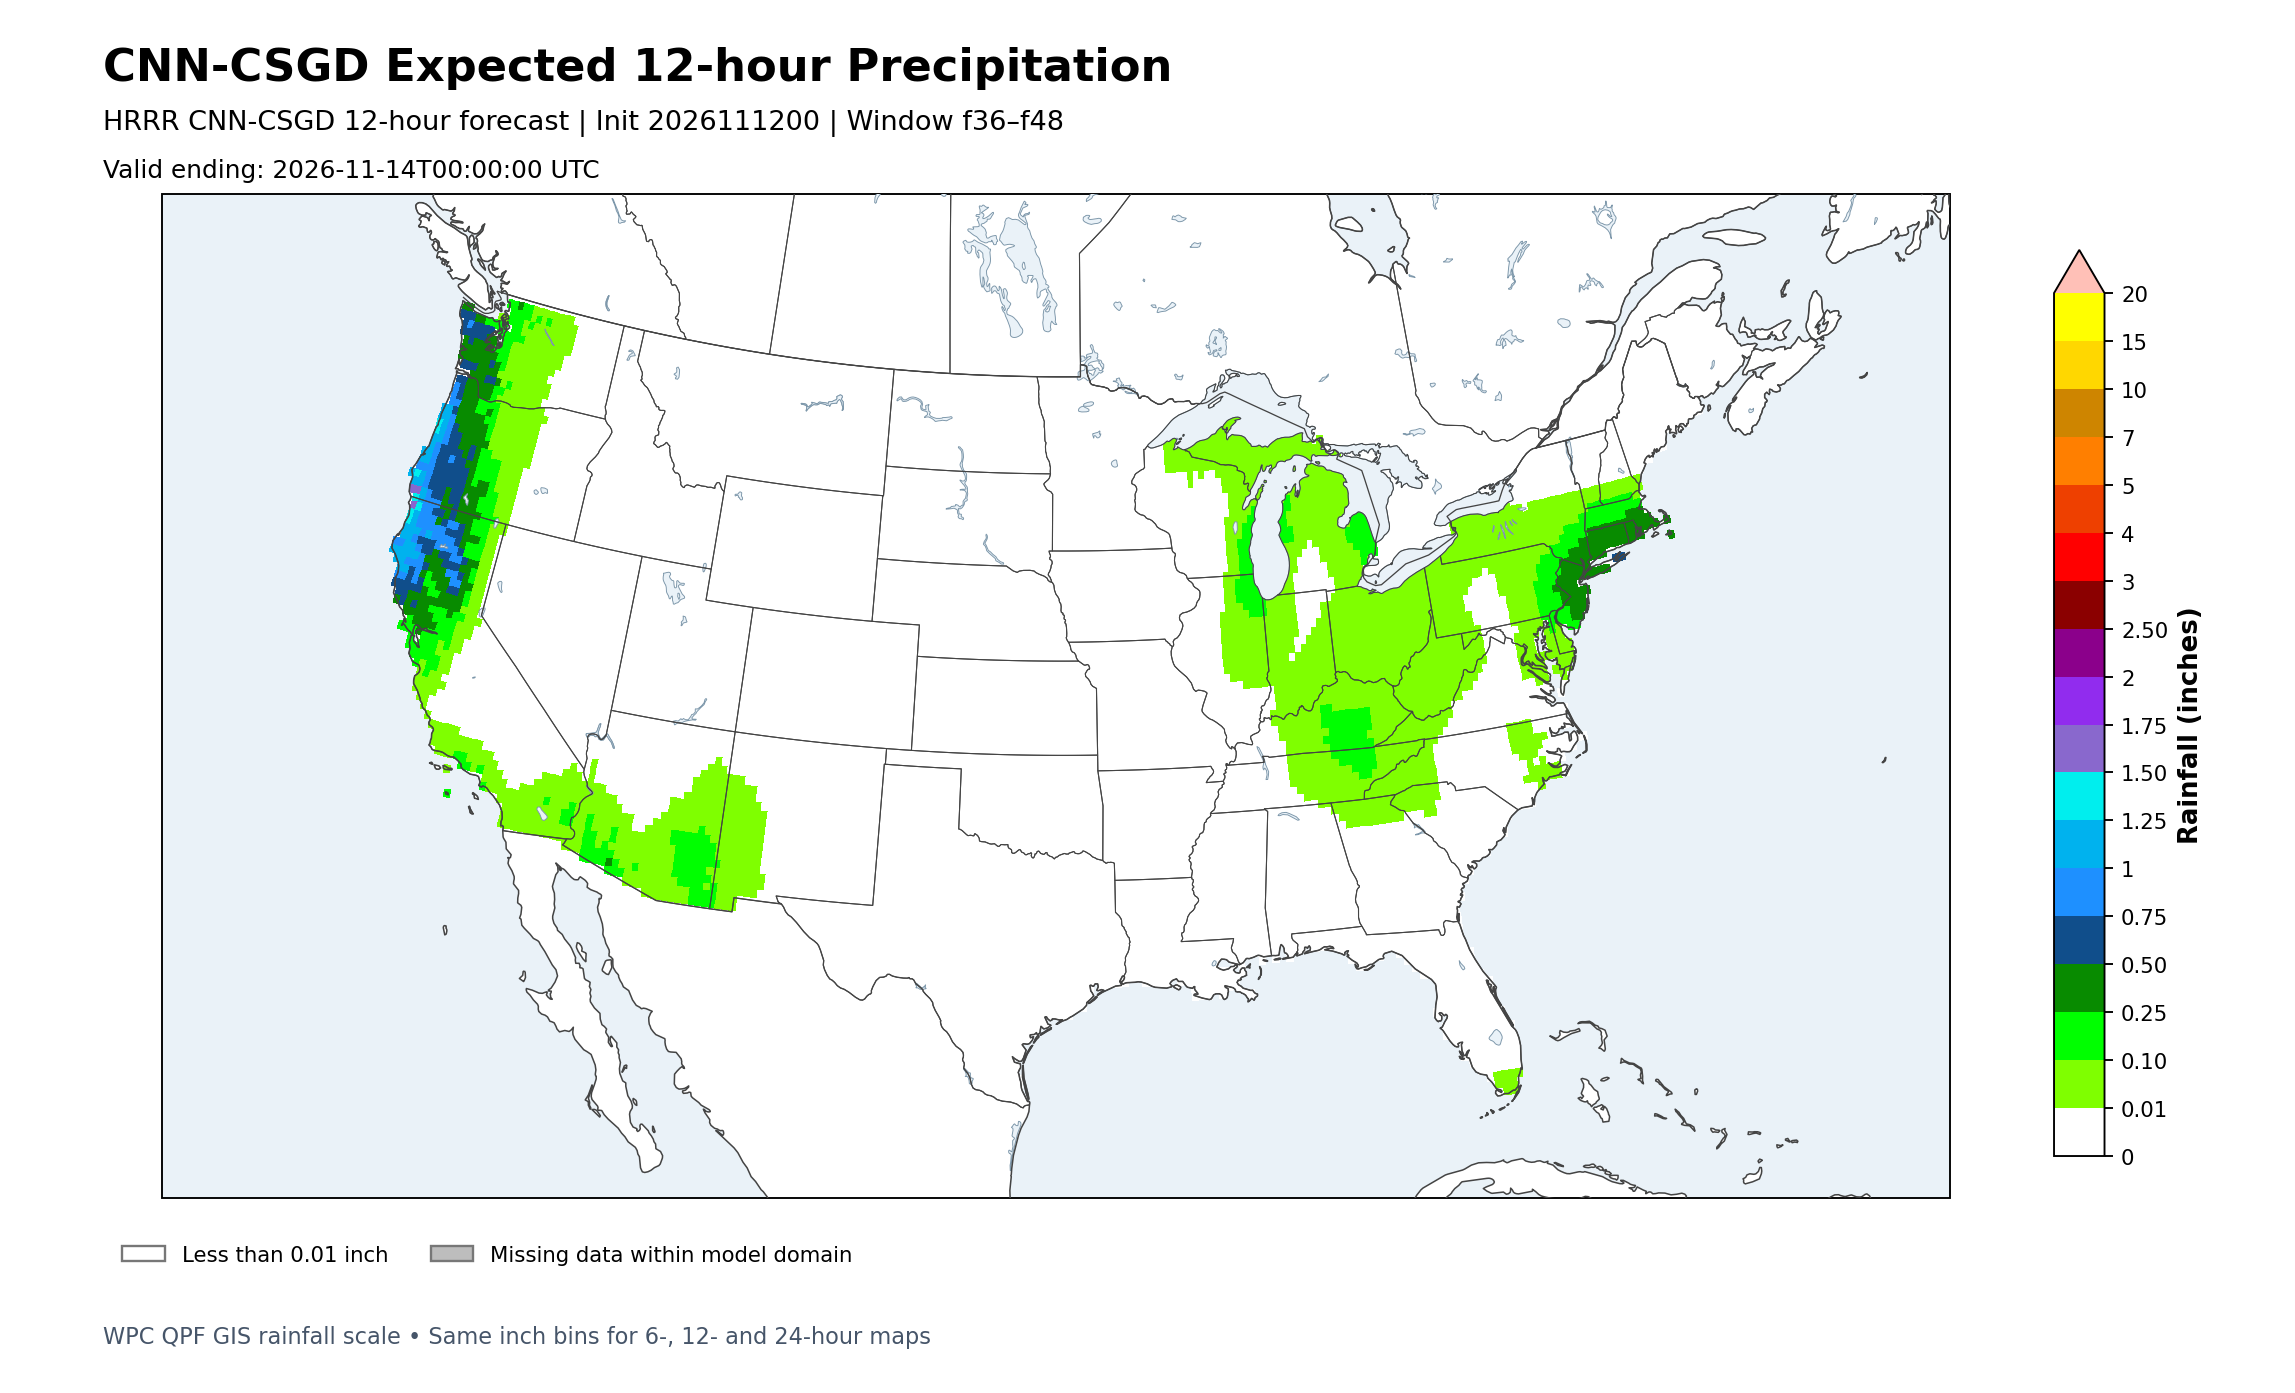 CNN-CSGD Expected 12-hour Precipitation
HRRR CNN-CSGD 12-hour forecast | Init 2026111200 | Window f36–f48
Valid ending: 2026-11-14T00:00:00 UTC
20
15
10
7
5
4
3
2.50
2
1.75
1.50
1.25
1
0.75
0.50
0.25
0.10
0.01
0
Rainfall (inches)
Less than 0.01 inch
Missing data within model domain
WPC QPF GIS rainfall scale • Same inch bins for 6-, 12- and 24-hour maps